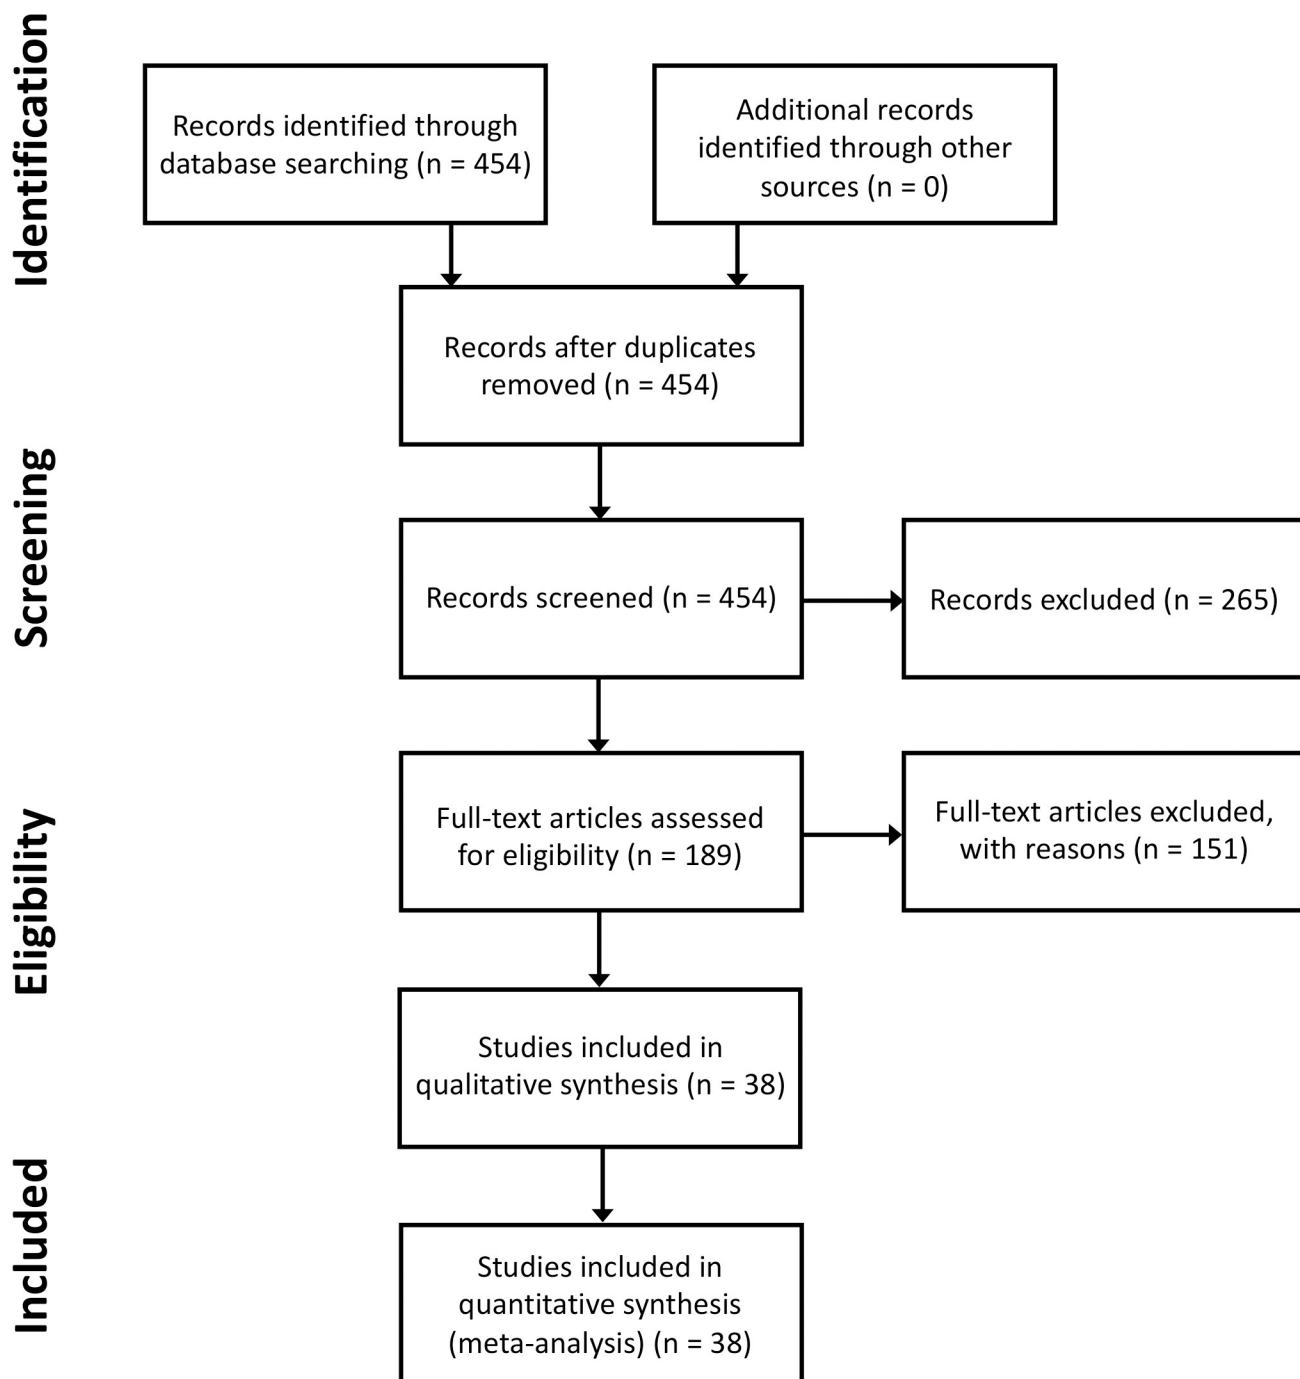 Identification
Records identified through
database searching (n = 454)
Additional records
identified through other
sources (n = 0)
Records after duplicates
removed (n = 454)
Screening
Records screened (n = 454)
Records excluded (n = 265)
Eligibility
Full-text articles assessed
for eligibility (n = 189)
Full-text articles excluded,
with reasons (n = 151)
Studies included in
qualitative synthesis (n = 38)
Included
Studies included in
quantitative synthesis
(meta-analysis) (n = 38)